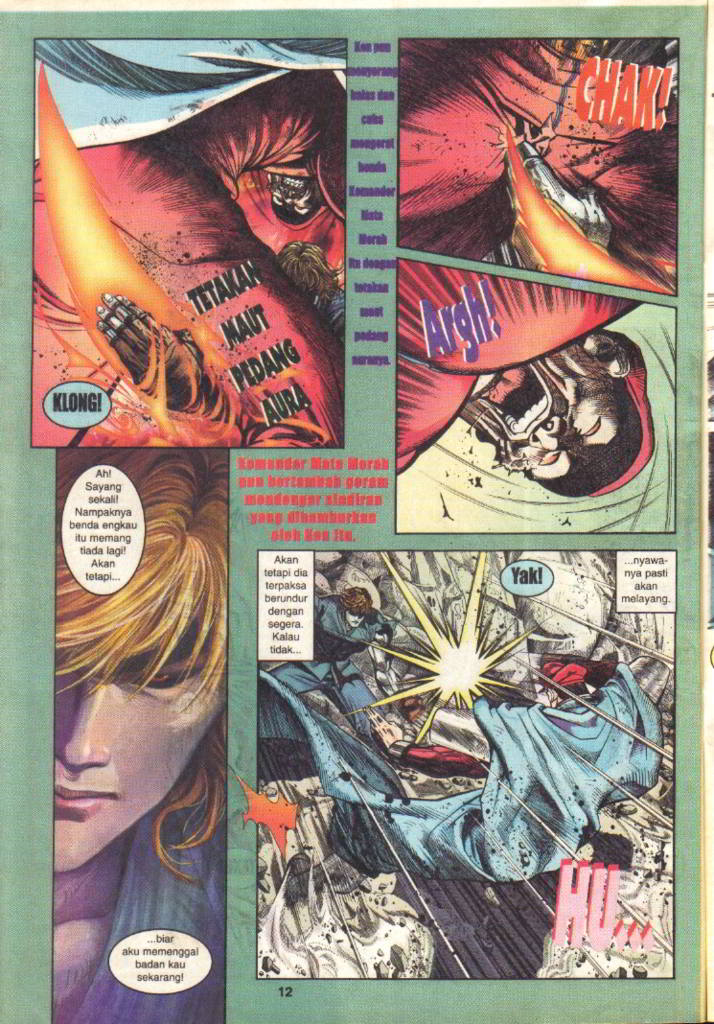 Ken pun
menyerang
balas dan
cuba
mengerat
benda
Komander
Mata
Merah
itu dengan
tetakan
maut
pedang
auranya.
TETAKAN
MAUT
PEDANG
AURA
KLONG!
CHAK!
Argh!
Ah!
Sayang
sekali!
Nampaknya
benda engkau
itu memang
tiada lagi!
Akan
tetapi...
Komander Mata Merah
pun bertambah geram
mendengar sindiran
yang dihamburkan
oleh Ken itu.
Akan
tetapi dia
terpaksa
berundur
dengan
segera.
Kalau
tidak...
Yak!
...nyawa-
nya pasti
akan
melayang.
...biar
aku memenggal
badan kau
sekarang!
HU...
12